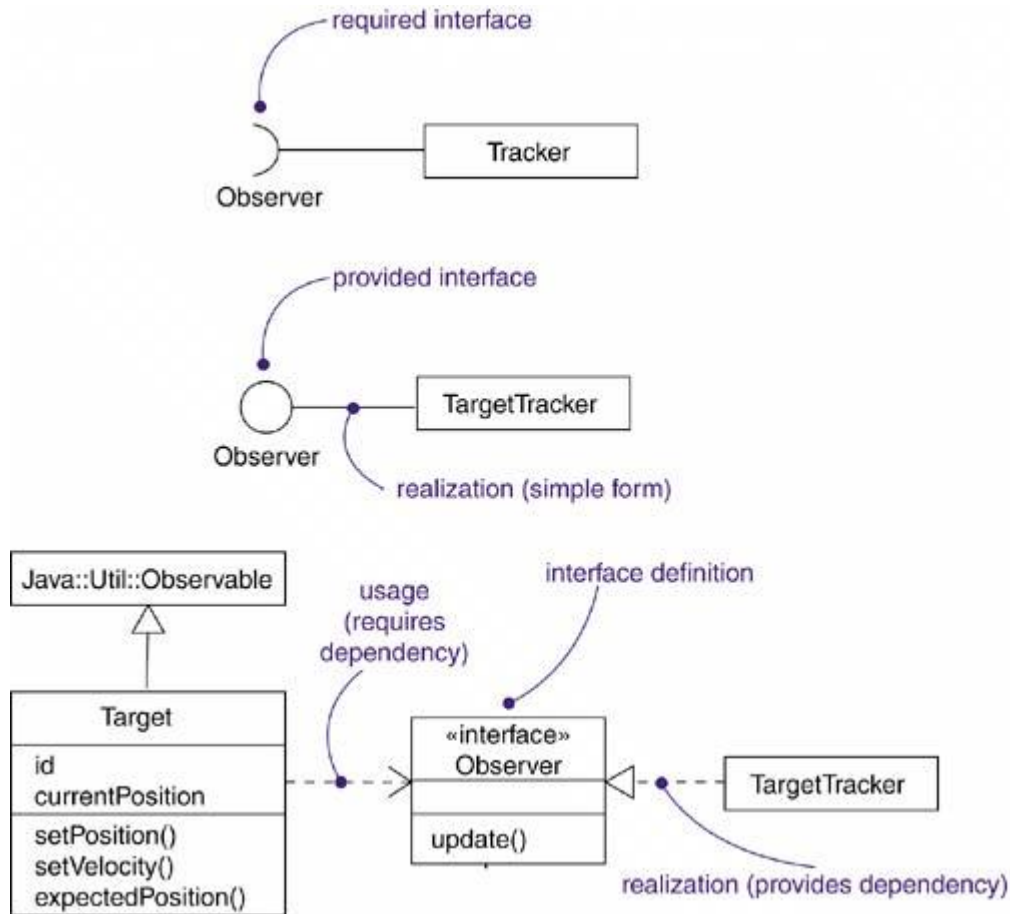 required interface
Tracker
Observer
provided interface
TargetTracker
Observer
realization (simple form)
Java::Util::Observable
usage
(requires
dependency)
interface definition
Target
id
currentPosition
setPosition()
setVelocity()
expectedPosition()
«interface»
Observer
update()
TargetTracker
realization (provides dependency)